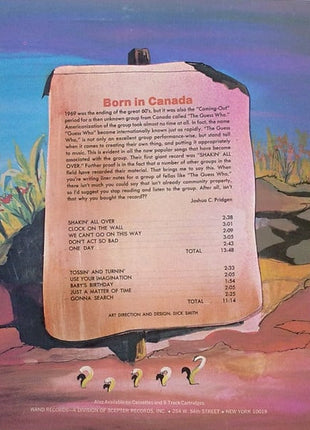 Born in Canada
1969 was the ending of the great 60's, but it was also the "Coming-Out"
period for a then unknown group from Canada called "The Guess Who."
Americanization of the group took almost no time at all. In fact, the name
"Guess Who" became internationally known just as rapidly. "The Guess
Who," is not only an excellent group performance-wise, but stand tall
when it comes to creating their own thing, and putting it appropriately
to music. This is evident in all the now popular songs that have become
associated with the group. Their first giant record was "SHAKIN' ALL
OVER." Further proof is in the fact that a number of other groups in the
field have recorded their material. That brings me to say this. When
you're writing liner notes for a group of fellas like "The Guess Who,"
there isn't much you could say that isn't already community property,
so I'd suggest you stop reading and listen to the group. After all, isn't
that why you bought the record??
Joshua C. Pridgen
SHAKIN' ALL OVER 2:38
CLOCK ON THE WALL 3:01
WE CAN'T GO ON THIS WAY 2:09
DON'T ACT SO BAD 3:05
ONE DAY 2:43
TOTAL 13:48
TOSSIN' AND TURNIN' 2:33
USE YOUR IMAGINATION 2:05
BABY'S BIRTHDAY 1:54
JUST A MATTER OF TIME 2:25
GONNA SEARCH 2:05
TOTAL 11:14
ART DIRECTION AND DESIGN, DICK SMITH
Also Available on Cassettes and 8 Track Cartridges
WAND RECORDS—A DIVISION OF SCEPTER RECORDS, INC. • 254 W. 54th STREET • NEW YORK 10019